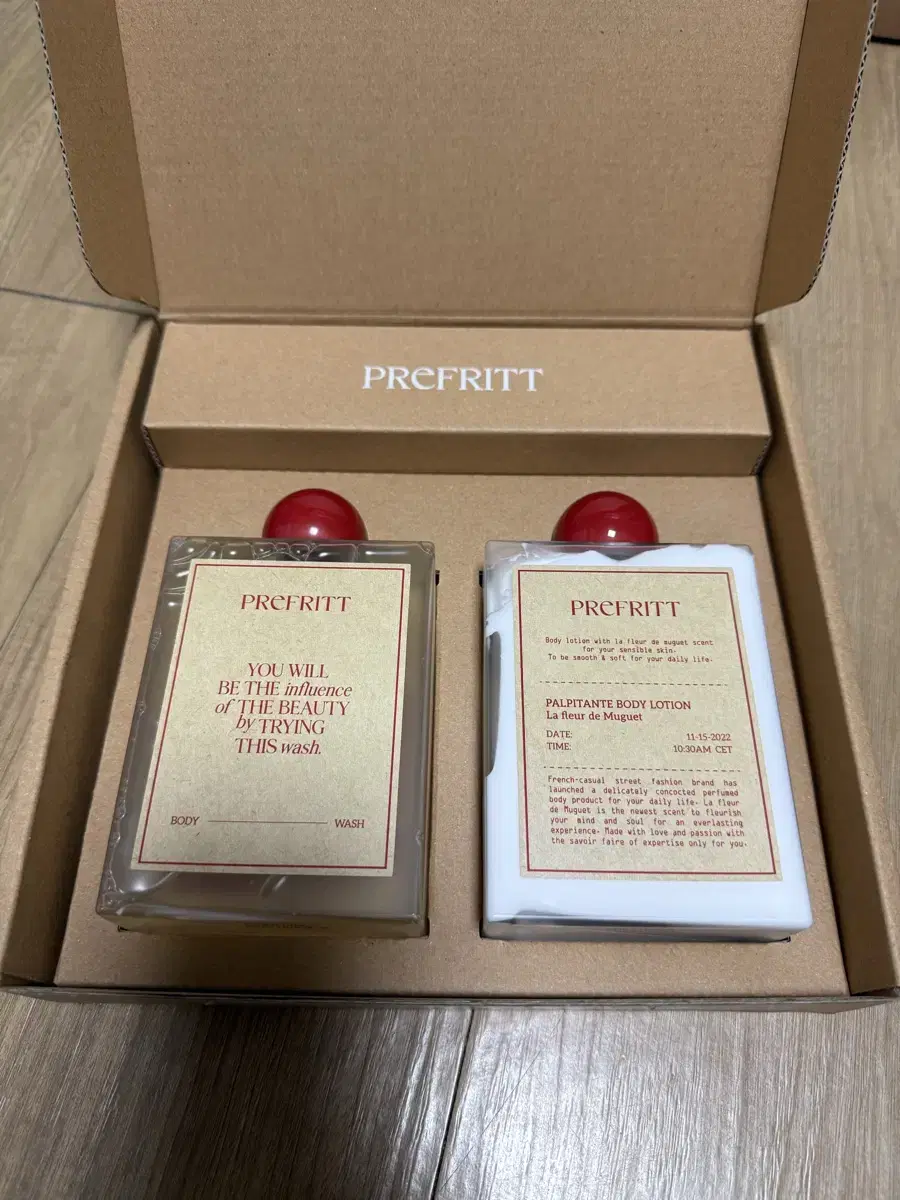 PREFRITT
PREFRITT
YOU WILL
BE THE influence
of THE BEAUTY
by TRYING
THIS wash.
BODY WASH
PREFRITT
Body lotion with la fleur de muguet scent
for your sensible skin.
To be smooth & soft for your daily life.
PALPITANTE BODY LOTION
La fleur de Muguet
DATE: 11-15-2022
TIME: 10:30AM CET
French-casual street fashion brand has
launched a delicately concocted perfumed
body product for your daily life. La fleur
de Muguet is the newest scent to fleurish
your mind and soul for an everlasting
experience. Made with love and passion with
the savoir faire of expertise only for you.